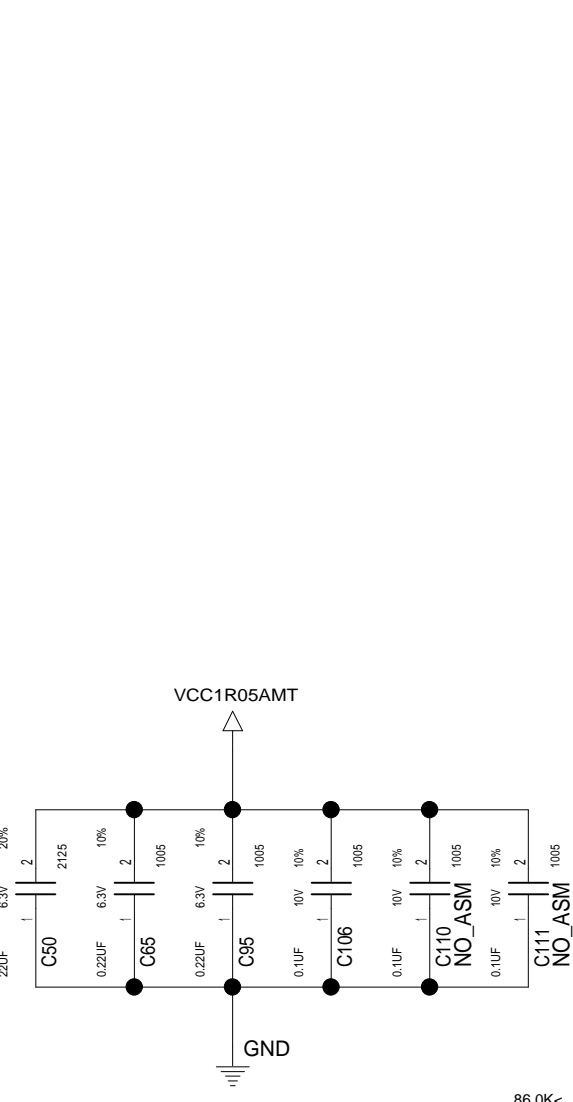 VCC1R05AMT
20%
6.3V
22UF
2
1
2125
C50
10%
6.3V
0.22UF
2
1
1005
C65
10%
6.3V
0.22UF
2
1
1005
C95
10%
10V
0.1UF
2
1
1005
C106
10%
10V
0.1UF
2
1
1005
C110
NO_ASM
10%
10V
0.1UF
2
1
1005
C111
NO_ASM
GND